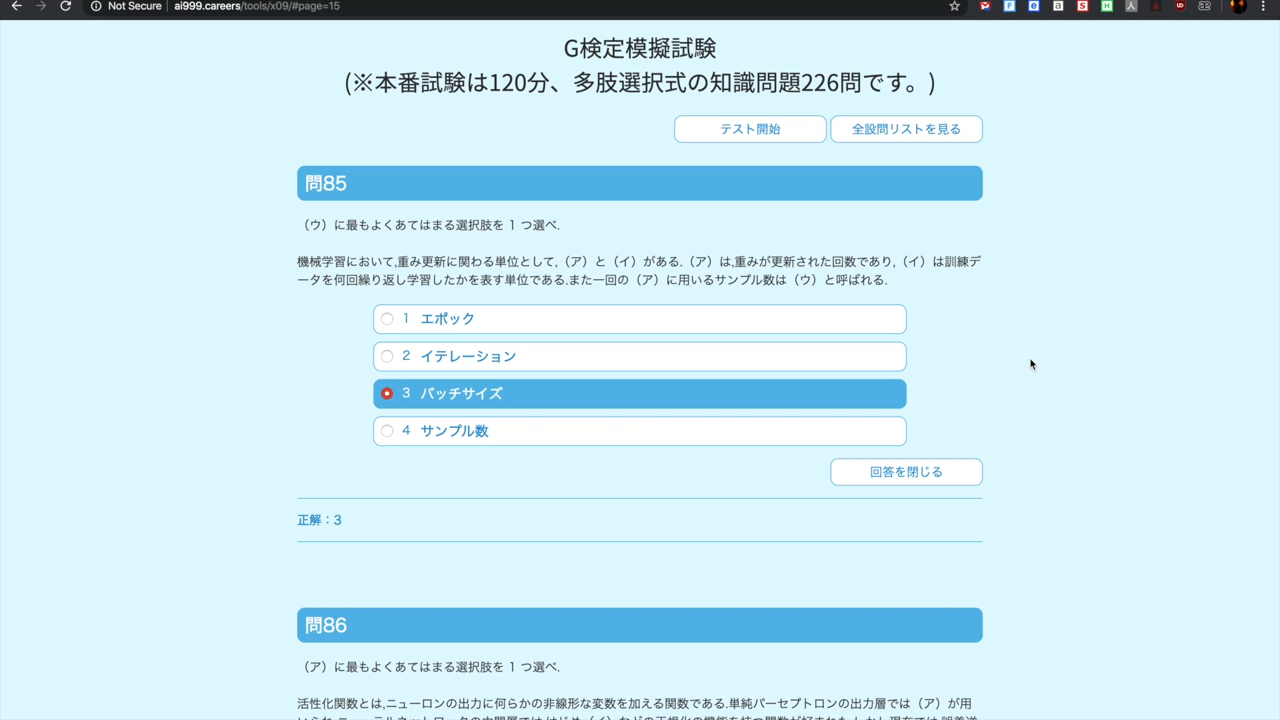 Not Secure | ai999.careers/tools/x09/#page=15
G検定模擬試験
(※本番試験は120分、多肢選択式の知識問題226問です。)
テスト開始 全設問リストを見る
問85
（ウ）に最もよくあてはまる選択肢を 1 つ選べ.
機械学習において,重み更新に関わる単位として,（ア）と（イ）がある.（ア）は,重みが更新された回数であり,（イ）は訓練デ
ータを何回繰り返し学習したかを表す単位である.また一回の（ア）に用いるサンプル数は（ウ）と呼ばれる.
1 エポック
2 イテレーション
3 バッチサイズ
4 サンプル数
回答を閉じる
正解：3
問86
（ア）に最もよくあてはまる選択肢を 1 つ選べ.
活性化関数とは,ニューロンの出力に何らかの非線形な変数を加える関数である.単純パーセプトロンの出力層では（ア）が用